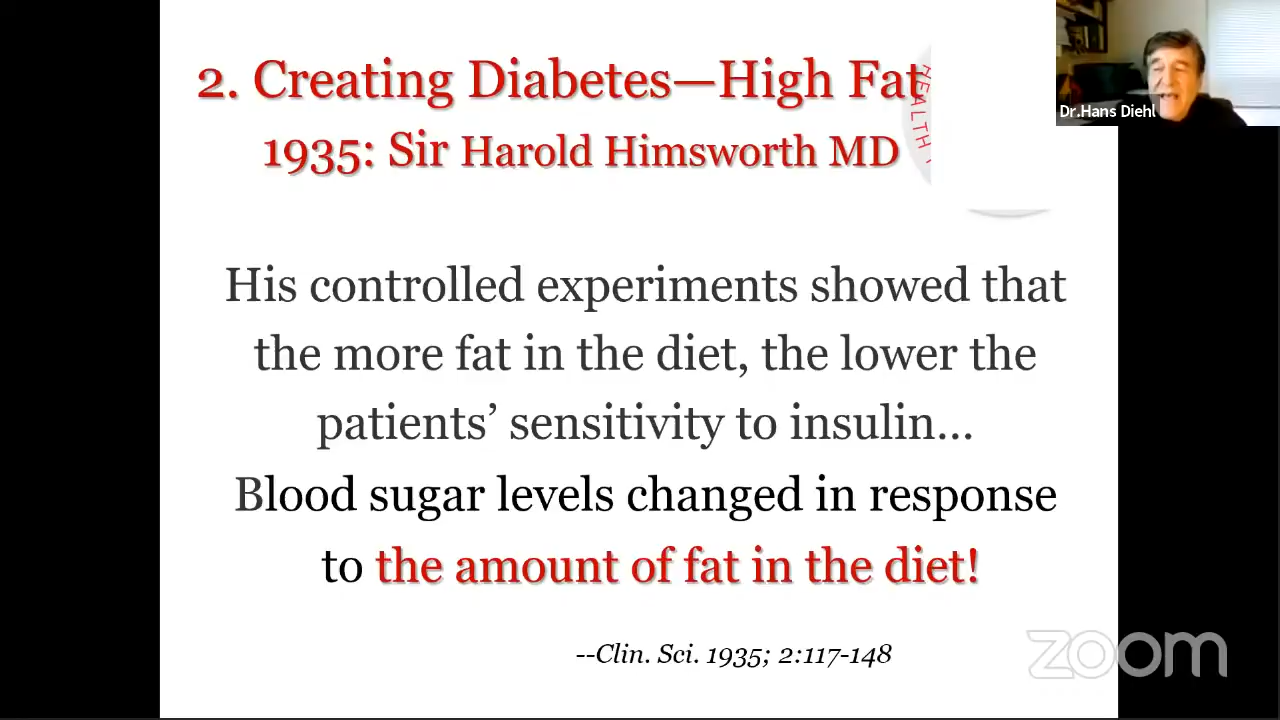 2. Creating Diabetes—High Fat
1935: Sir Harold Himsworth MD
HEALTH
Dr.Hans Diehl
His controlled experiments showed that
the more fat in the diet, the lower the
patients’ sensitivity to insulin...
Blood sugar levels changed in response
to the amount of fat in the diet!
--Clin. Sci. 1935; 2:117-148
zoom